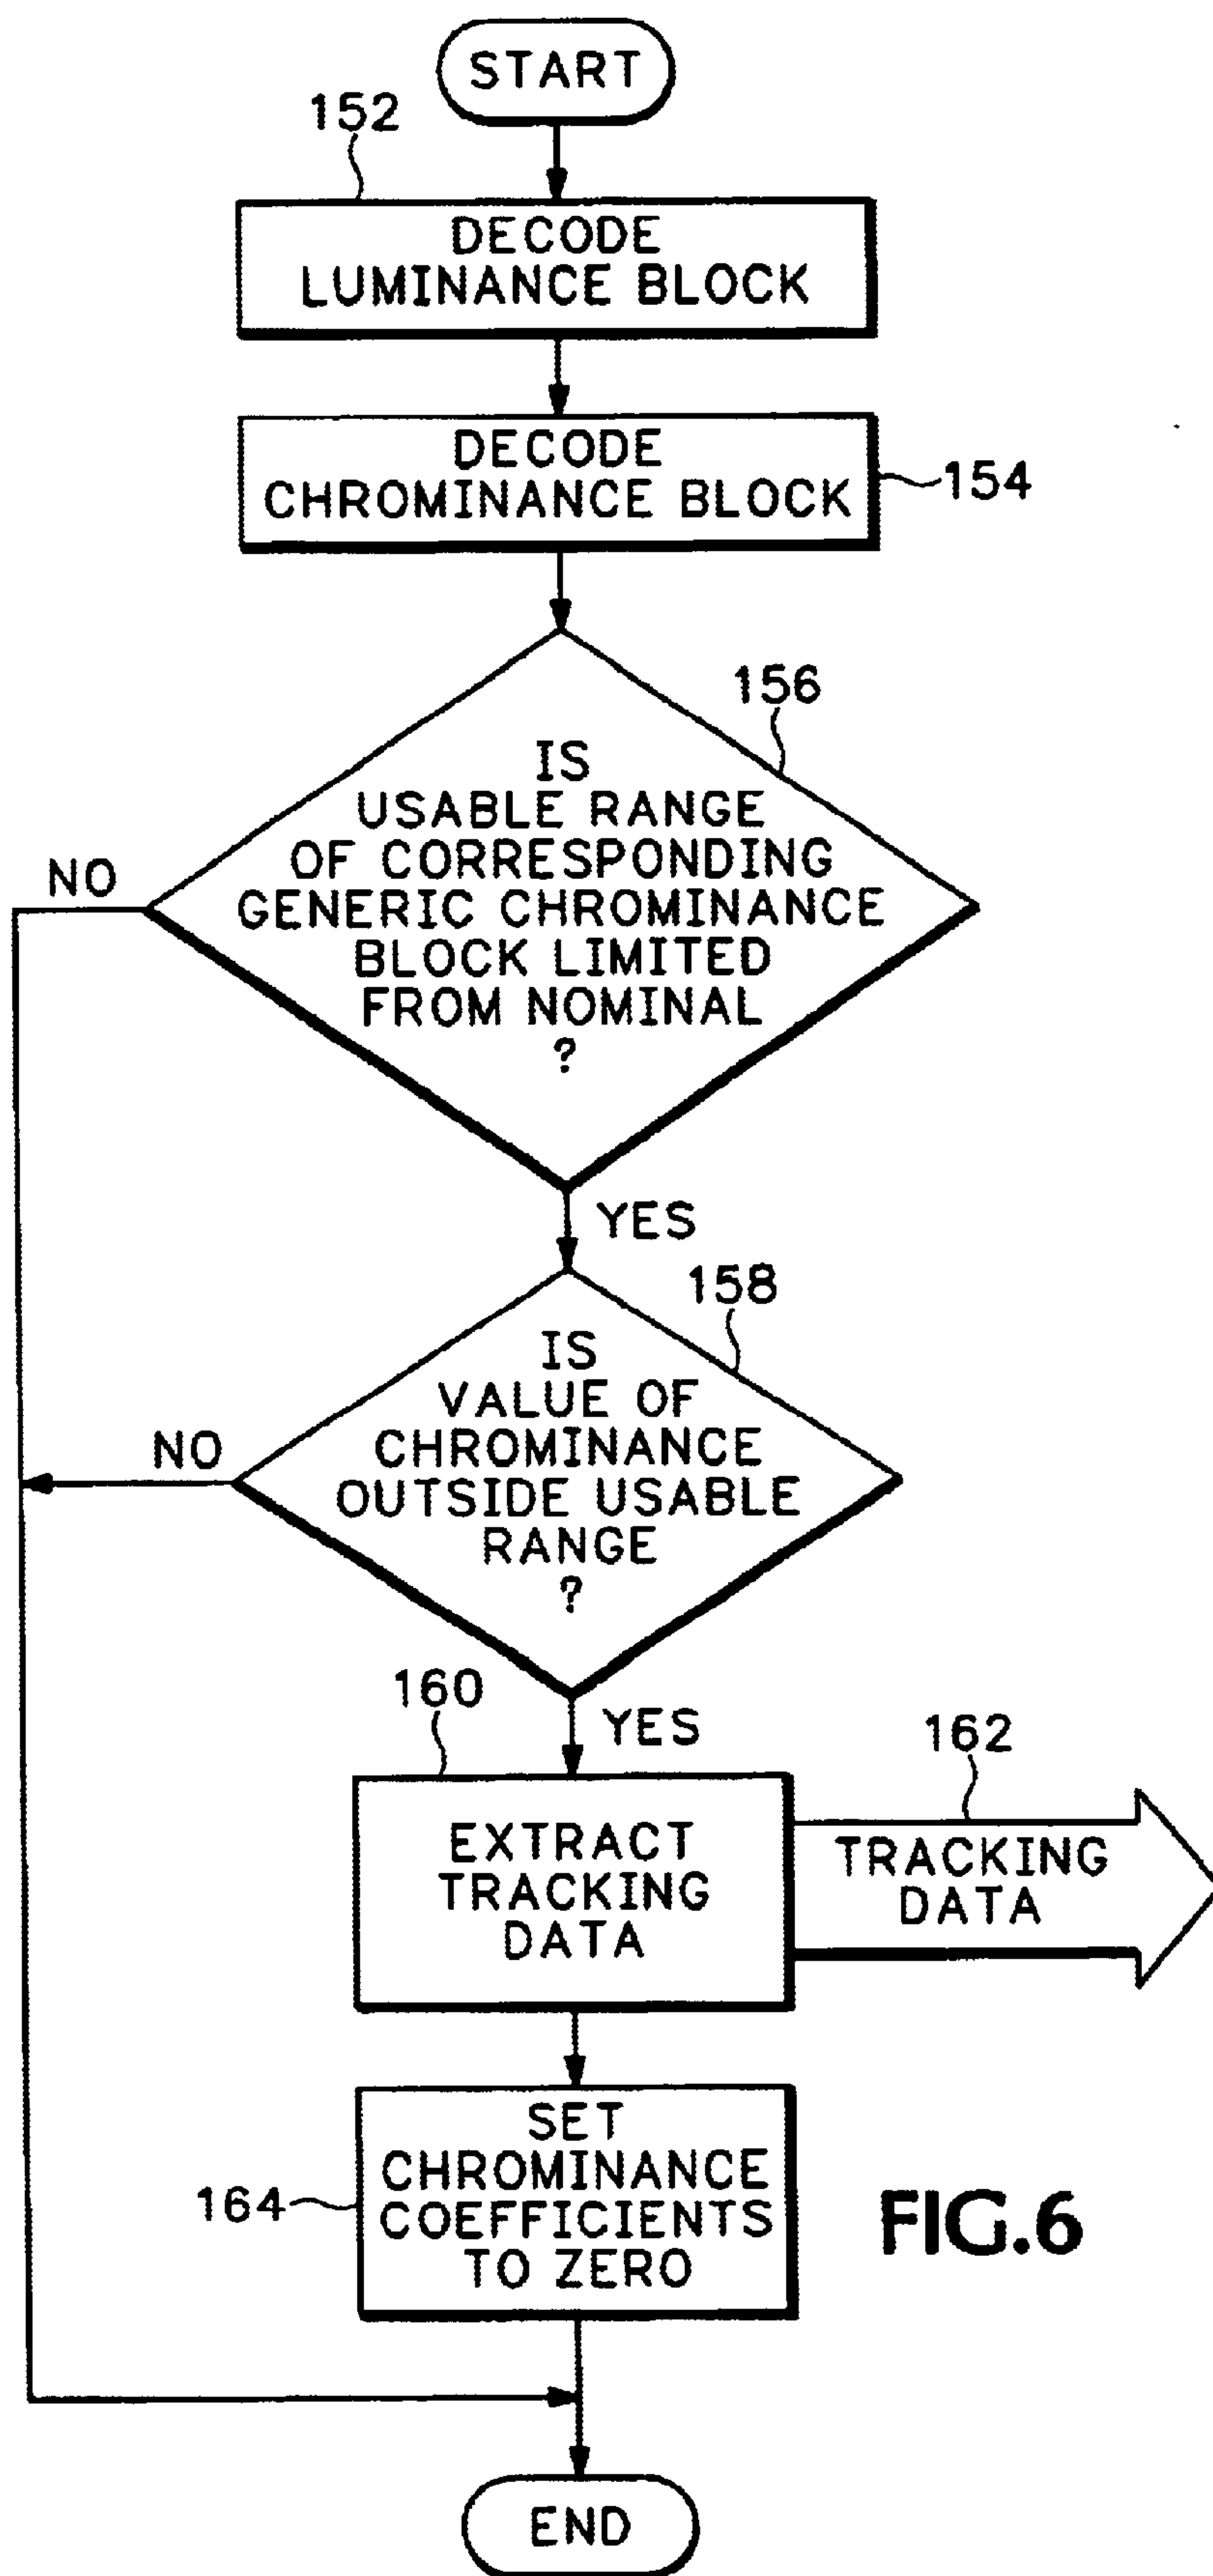 START
152
DECODE
LUMINANCE BLOCK
DECODE
CHROMINANCE BLOCK
154
156
IS
USABLE RANGE
OF CORRESPONDING
GENERIC CHROMINANCE
BLOCK LIMITED
FROM NOMINAL
?
NO
YES
158
IS
VALUE OF
CHROMINANCE
OUTSIDE USABLE
RANGE
?
NO
YES
160
EXTRACT
TRACKING
DATA
162
TRACKING
DATA
SET
CHROMINANCE
COEFFICIENTS
TO ZERO
164
FIG.6
END